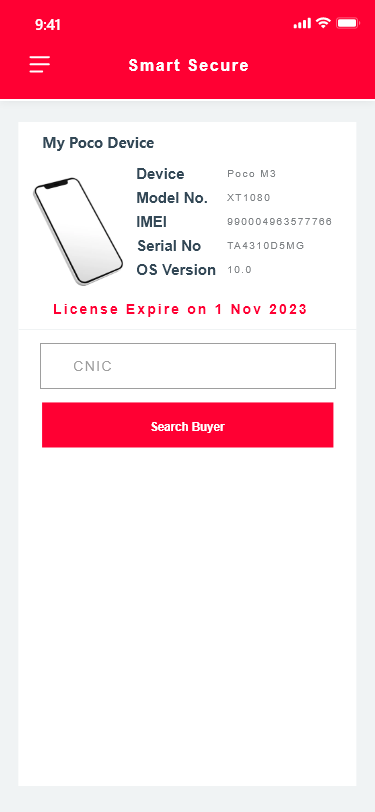 9:41
Smart Secure
My Poco Device
Device Poco M3
Model No. XT1080
IMEI 990004963577766
Serial No TA4310D5MG
OS Version 10.0
License Expire on 1 Nov 2023
CNIC
Search Buyer